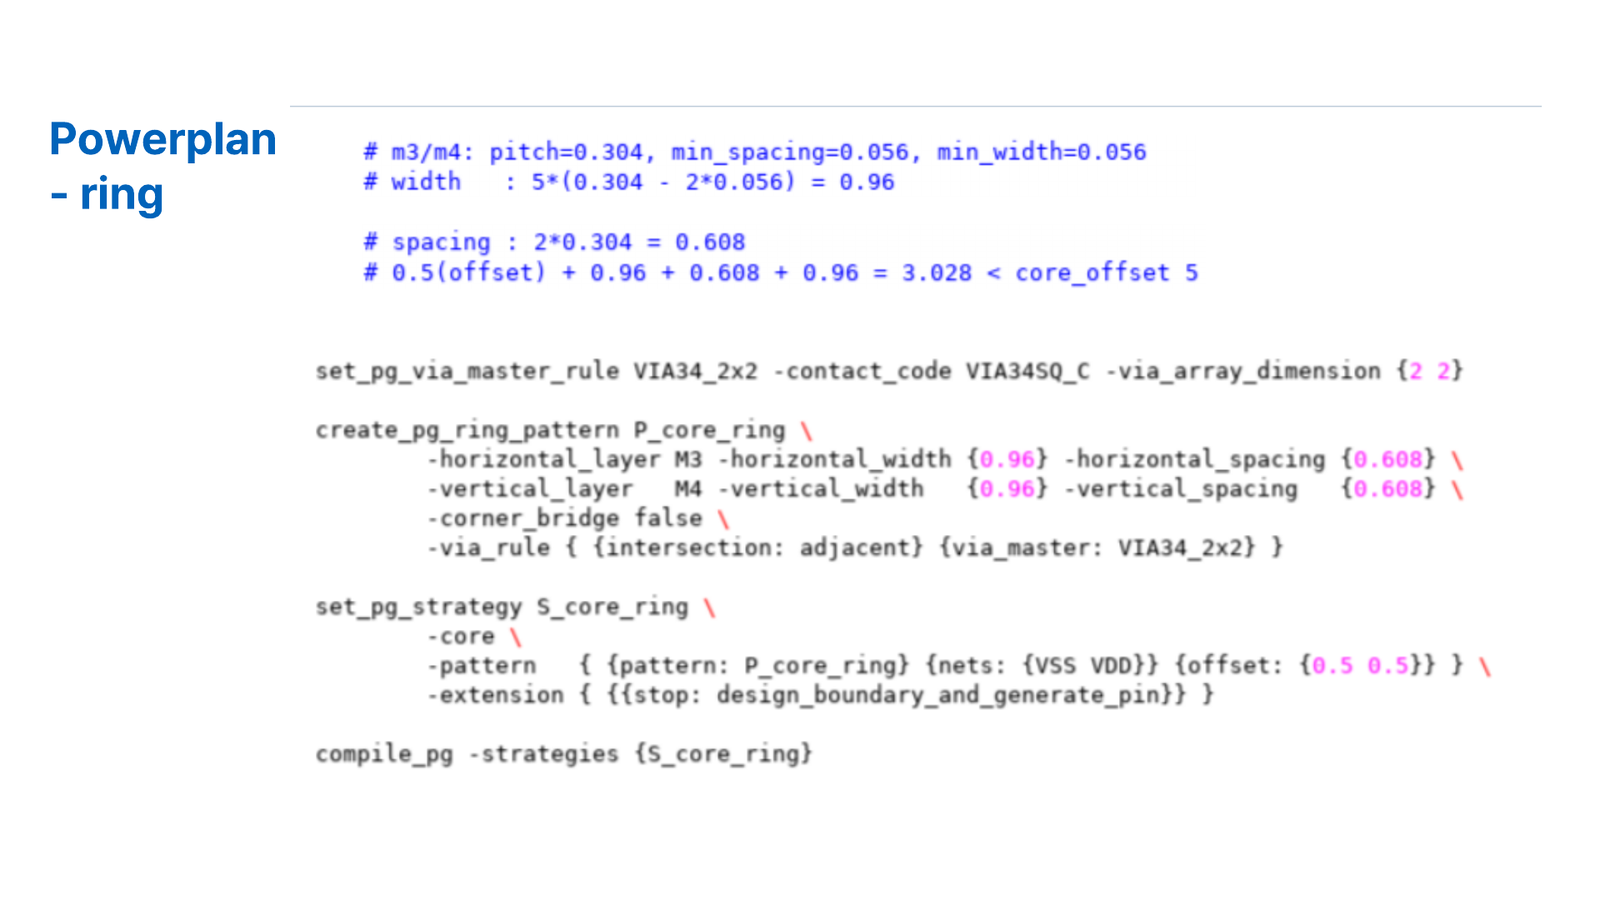 Powerplan
- ring
# m3/m4: pitch=0.304, min_spacing=0.056, min_width=0.056
# width   : 5*(0.304 - 2*0.056) = 0.96
# spacing : 2*0.304 = 0.608
# 0.5(offset) + 0.96 + 0.608 + 0.96 = 3.028 < core_offset 5
set_pg_via_master_rule VIA34_2x2 -contact_code VIA34SQ_C -via_array_dimension {2 2}
create_pg_ring_pattern P_core_ring \
        -horizontal_layer M3 -horizontal_width {0.96} -horizontal_spacing {0.608} \
        -vertical_layer   M4 -vertical_width   {0.96} -vertical_spacing   {0.608} \
        -corner_bridge false \
        -via_rule { {intersection: adjacent} {via_master: VIA34_2x2} }
set_pg_strategy S_core_ring \
        -core \
        -pattern   { {pattern: P_core_ring} {nets: {VSS VDD}} {offset: {0.5 0.5}} } \
        -extension { {{stop: design_boundary_and_generate_pin}} }
compile_pg -strategies {S_core_ring}